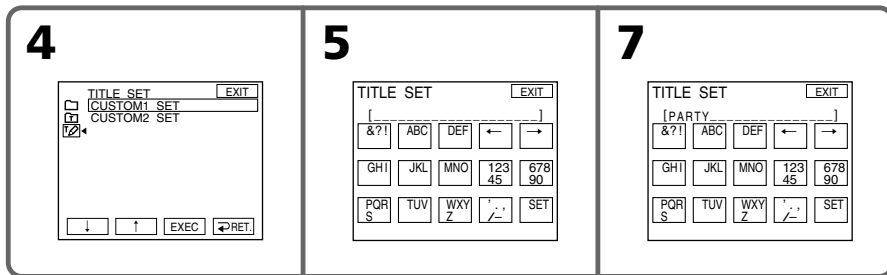 4
TITLE SET EXIT
CUSTOM1 SET
CUSTOM2 SET
↓ ↑ EXEC RET.
5
TITLE SET EXIT
[____________________]
&?! ABC DEF ← →
GHI JKL MNO 123 678
45 90
PQR TUV WXY ' . , SET
S Z /–
7
TITLE SET EXIT
[PARTY_______________]
&?! ABC DEF ← →
GHI JKL MNO 123 678
45 90
PQR TUV WXY ' . , SET
S Z /–